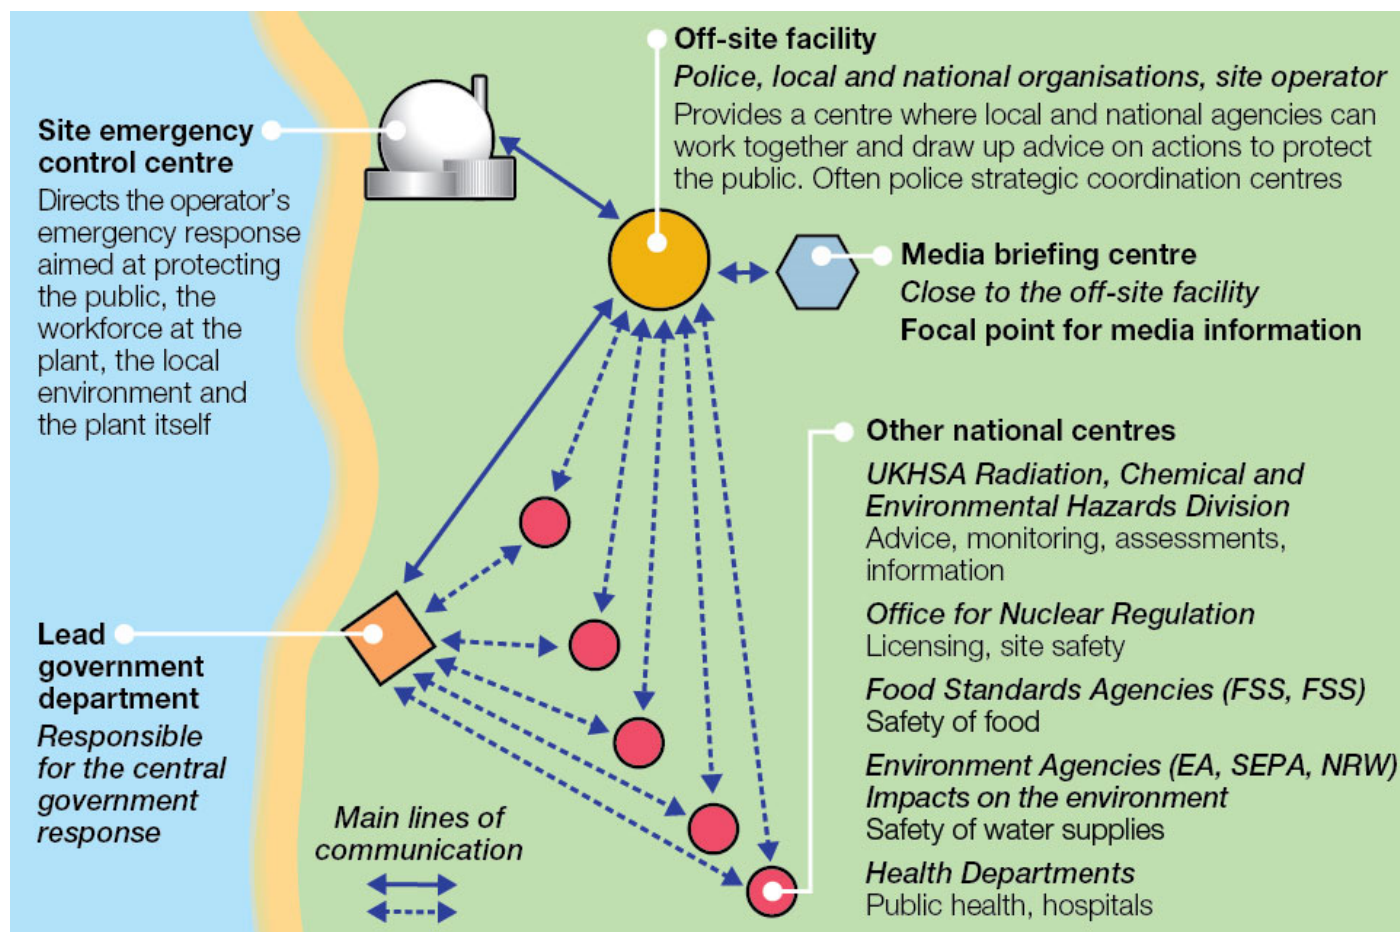 Off-site facility
Police, local and national organisations, site operator
Provides a centre where local and national agencies can
work together and draw up advice on actions to protect
the public. Often police strategic coordination centres
Site emergency
control centre
Directs the operator’s
emergency response
aimed at protecting
the public, the
workforce at the
plant, the local
environment and
the plant itself
Media briefing centre
Close to the off-site facility
Focal point for media information
Other national centres
UKHSA Radiation, Chemical and
Environmental Hazards Division
Advice, monitoring, assessments,
information
Office for Nuclear Regulation
Licensing, site safety
Food Standards Agencies (FSS, FSS)
Safety of food
Environment Agencies (EA, SEPA, NRW)
Impacts on the environment
Safety of water supplies
Health Departments
Public health, hospitals
Lead
government
department
Responsible
for the central
government
response
Main lines of
communication